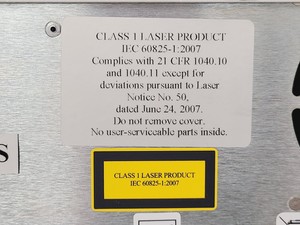 CLASS 1 LASER PRODUCT
IEC 60825-1:2007
Complies with 21 CFR 1040.10
and 1040.11 except for
deviations pursuant to Laser
Notice No. 50,
dated June 24, 2007.
Do not remove cover.
No user-serviceable parts inside.
S
CLASS 1 LASER PRODUCT
IEC 60825-1:2007